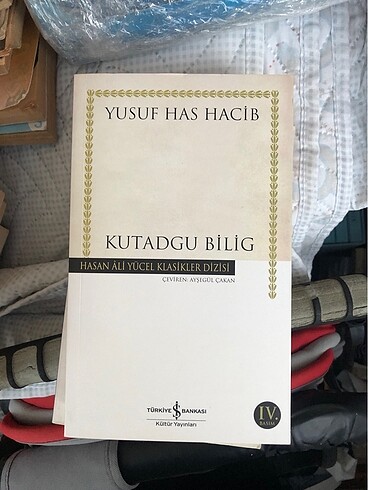 YUSUF HAS HACİB
KUTADGU BİLİG
HASAN ÂLİ YÜCEL KLASİKLER DİZİSİ
ÇEVİREN: AYŞEGÜL ÇAKAN
TÜRKİYE İŞ BANKASI
Kültür Yayınları
IV.
BASIM